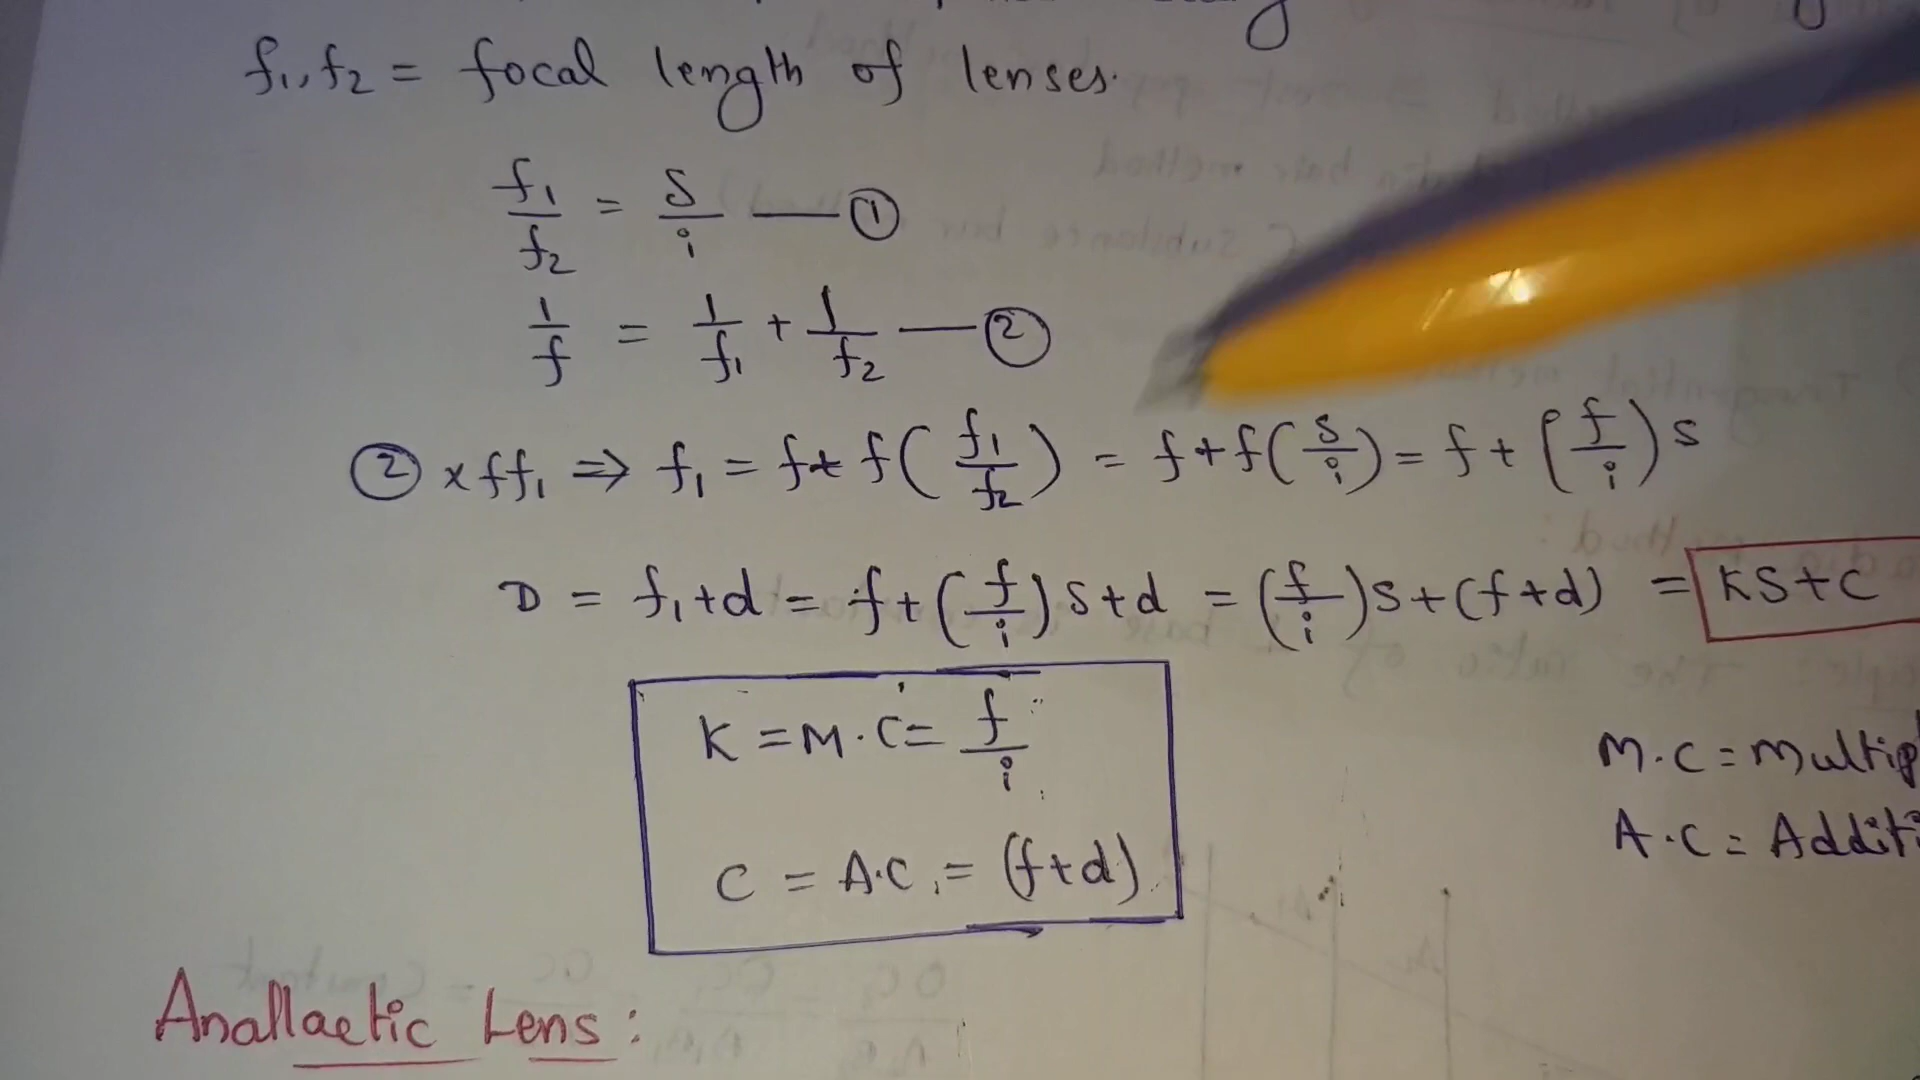 f₁, f₂ = focal length of lenses.
f₁/f₂ = S/i — ①
1/f = 1/f₁ + 1/f₂ — ②
② x ff₁ ⇒ f₁ = f + f(f₁/f₂) = f + f(S/i) = f + (f/i)S
D = f₁+d = f + (f/i)S+d = (f/i)S+(f+d) = KS+C
K = M.C = f/i
C = A.C. = (f+d)
M.C = Multip
A.C = Additi
Anallactic Lens: